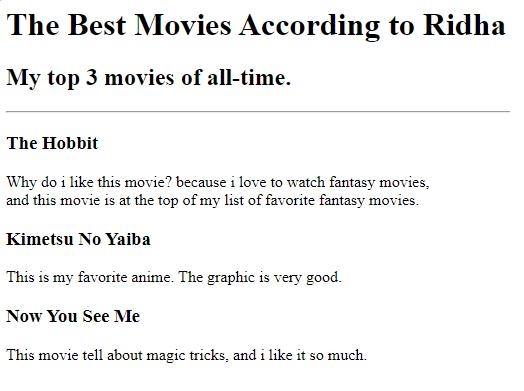 The Best Movies According to Ridha
My top 3 movies of all-time.
The Hobbit
Why do i like this movie? because i love to watch fantasy movies,
and this movie is at the top of my list of favorite fantasy movies.
Kimetsu No Yaiba
This is my favorite anime. The graphic is very good.
Now You See Me
This movie tell about magic tricks, and i like it so much.